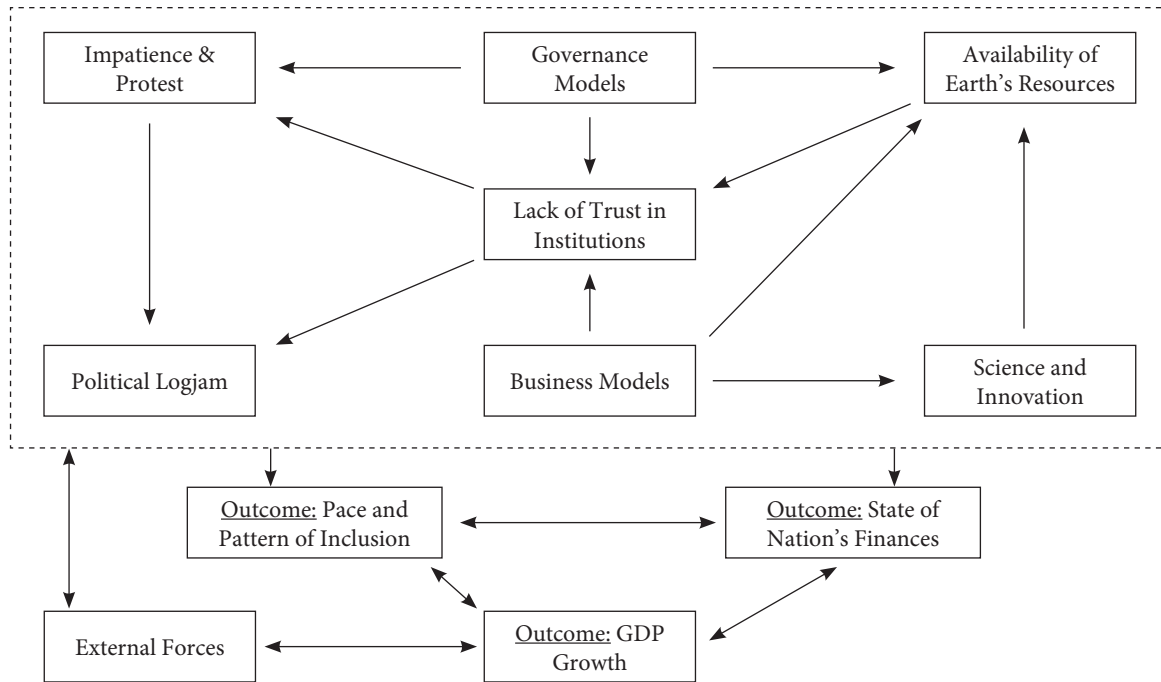 Impatience &
Protest
Governance
Models
Availability of
Earth’s Resources
Lack of Trust in
Institutions
Political Logjam
Business Models
Science and
Innovation
Outcome: Pace and
Pattern of Inclusion
Outcome: State of
Nation’s Finances
External Forces
Outcome: GDP
Growth